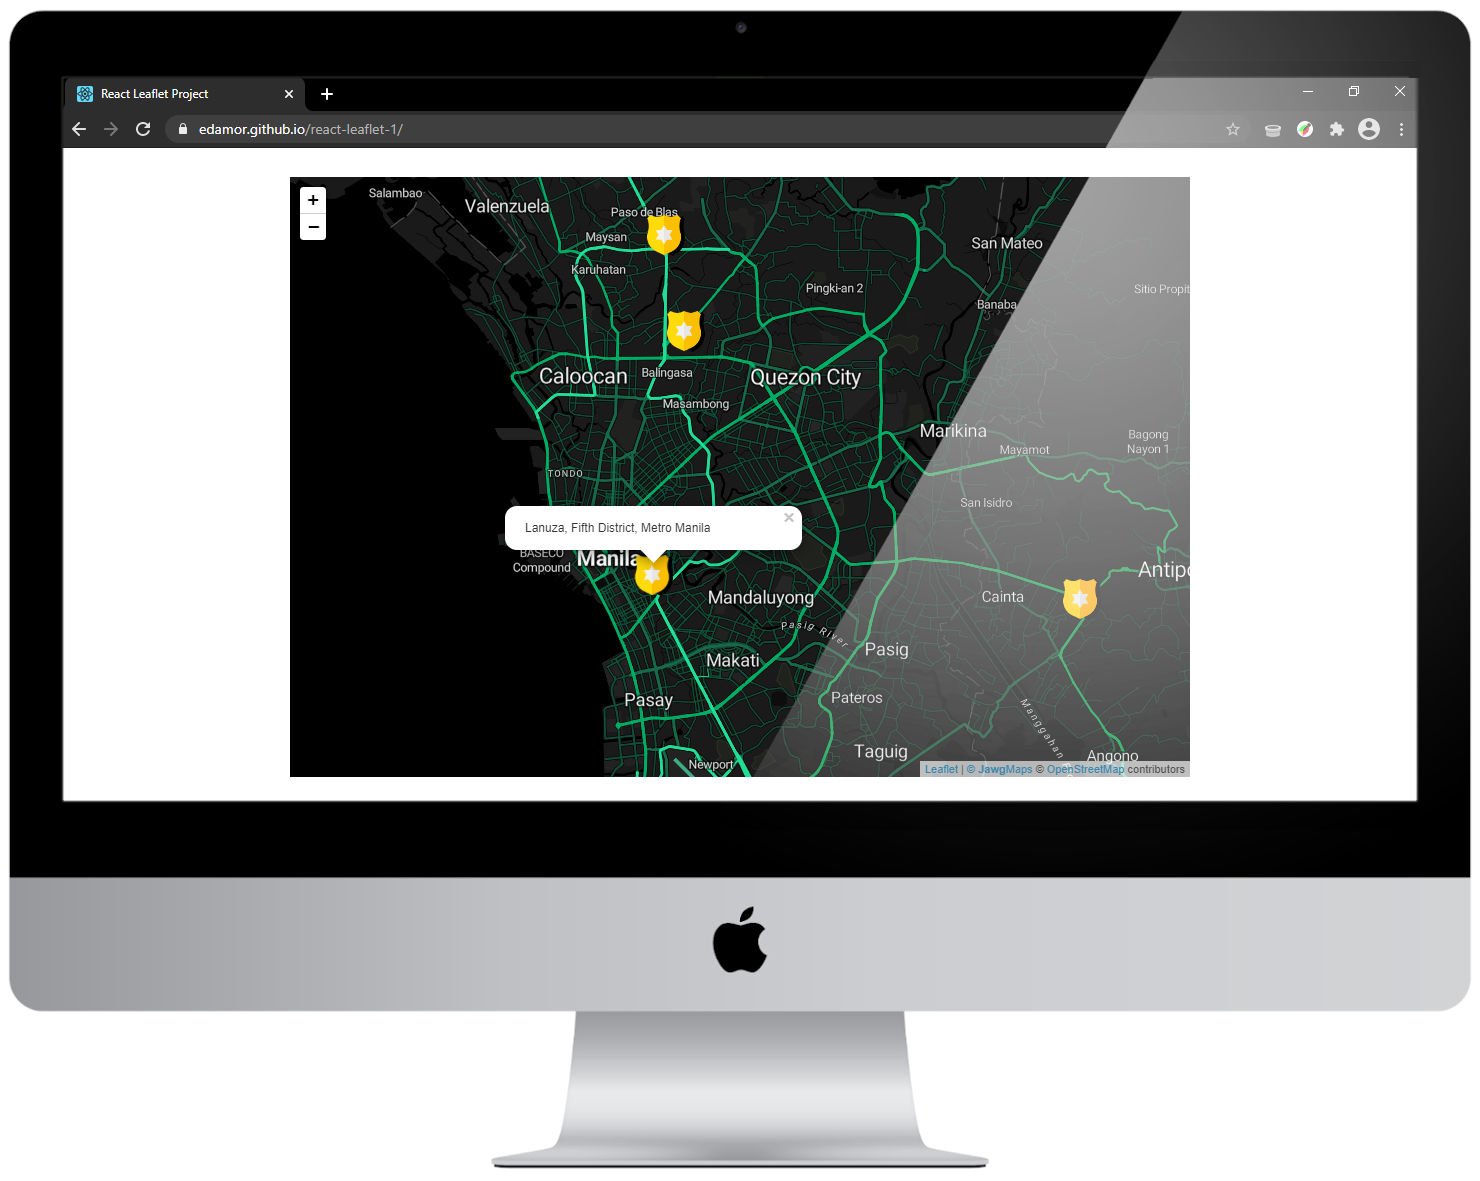 React Leaflet Project
edamor.github.io/react-leaflet-1/
+
−
Salambao
Valenzuela
Paso de Blas
Maysan
San Mateo
Karuhatan
Pingki-an 2
Sitio Propit
Banaba
Caloocan
Balingasa
Quezon City
Masambong
Marikina
Bagong
Nayon 1
Mayamot
TONDO
San Isidro
Lanuza, Fifth District, Metro Manila
×
BASECO
Compound
Manila
Antipo
Cainta
Mandaluyong
Pasig River
Pasig
Makati
Pateros
Pasay
Manggahan
Taguig
Angono
Newport
Leaflet | © JawgMaps © OpenStreetMap contributors